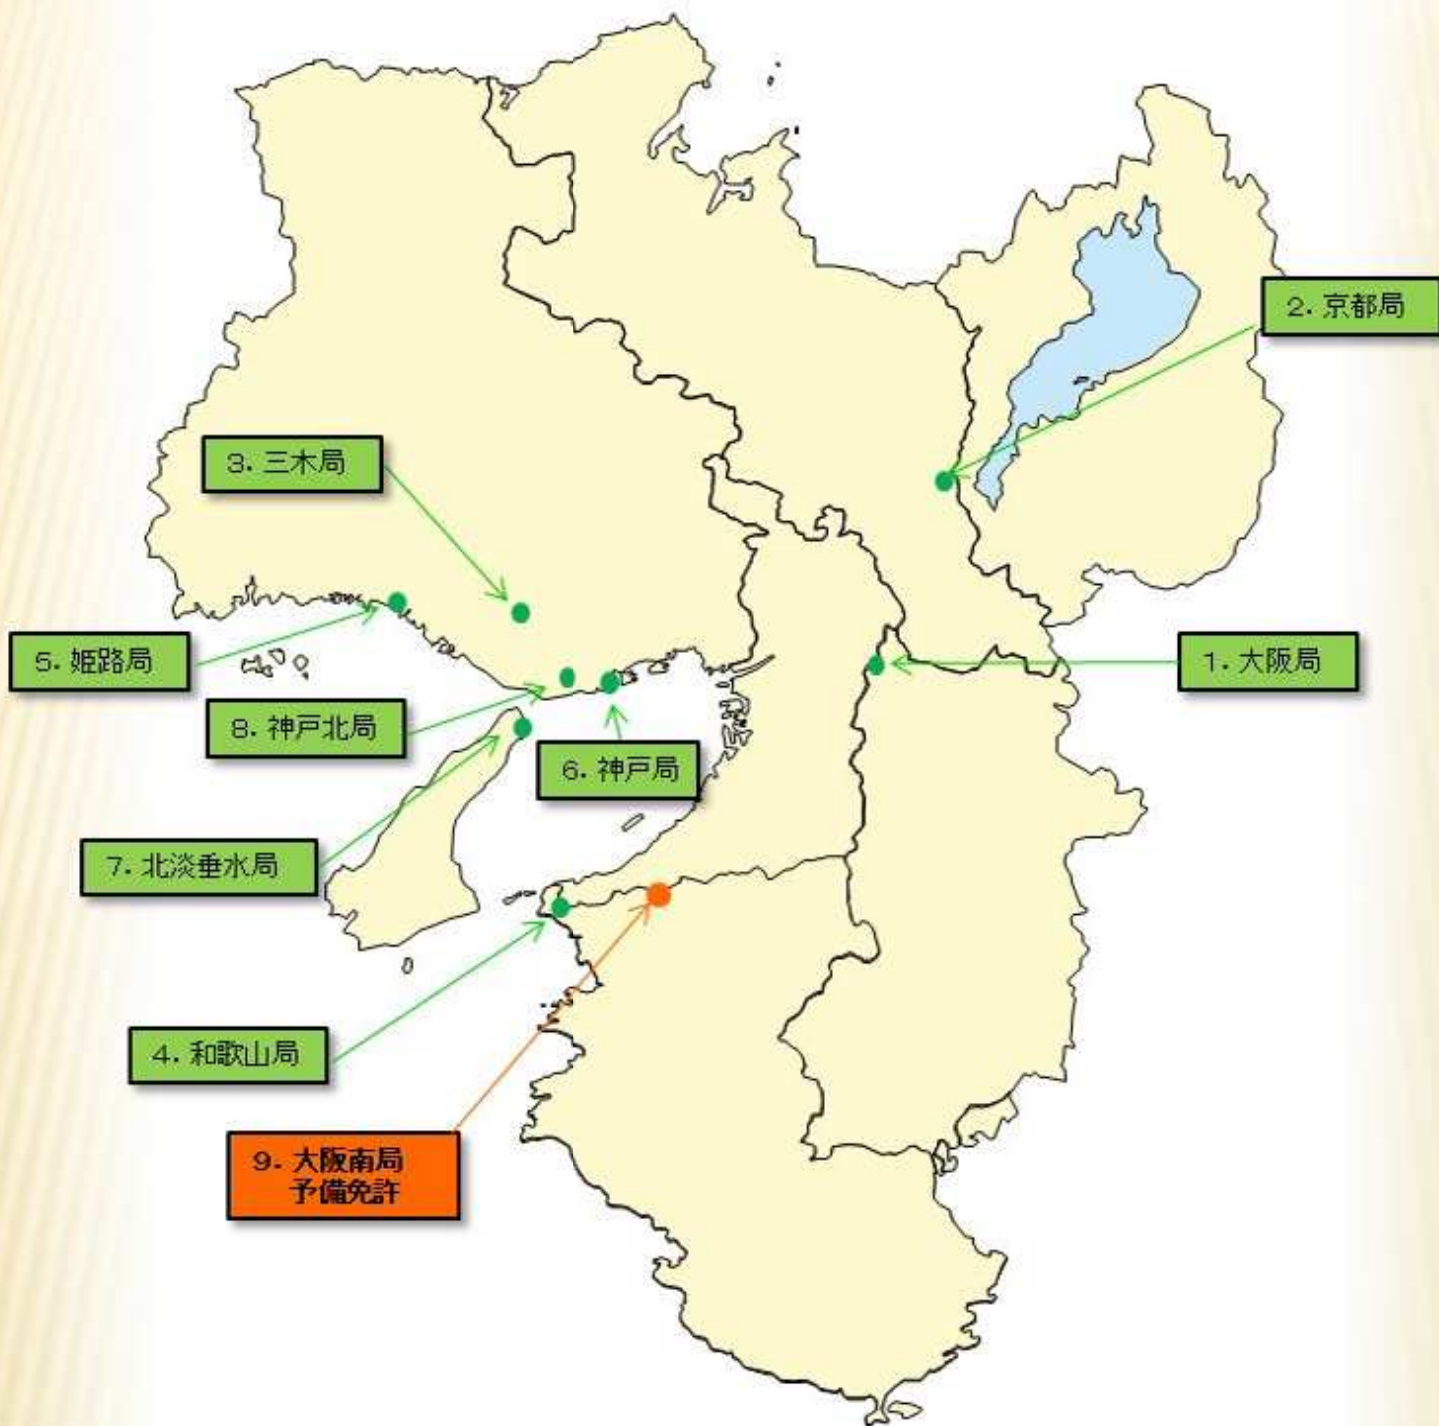 2. 京都局
3. 三木局
5. 姫路局
1. 大阪局
8. 神戸北局
6. 神戸局
7. 北淡垂水局
4. 和歌山局
9. 大阪南局
予備免許